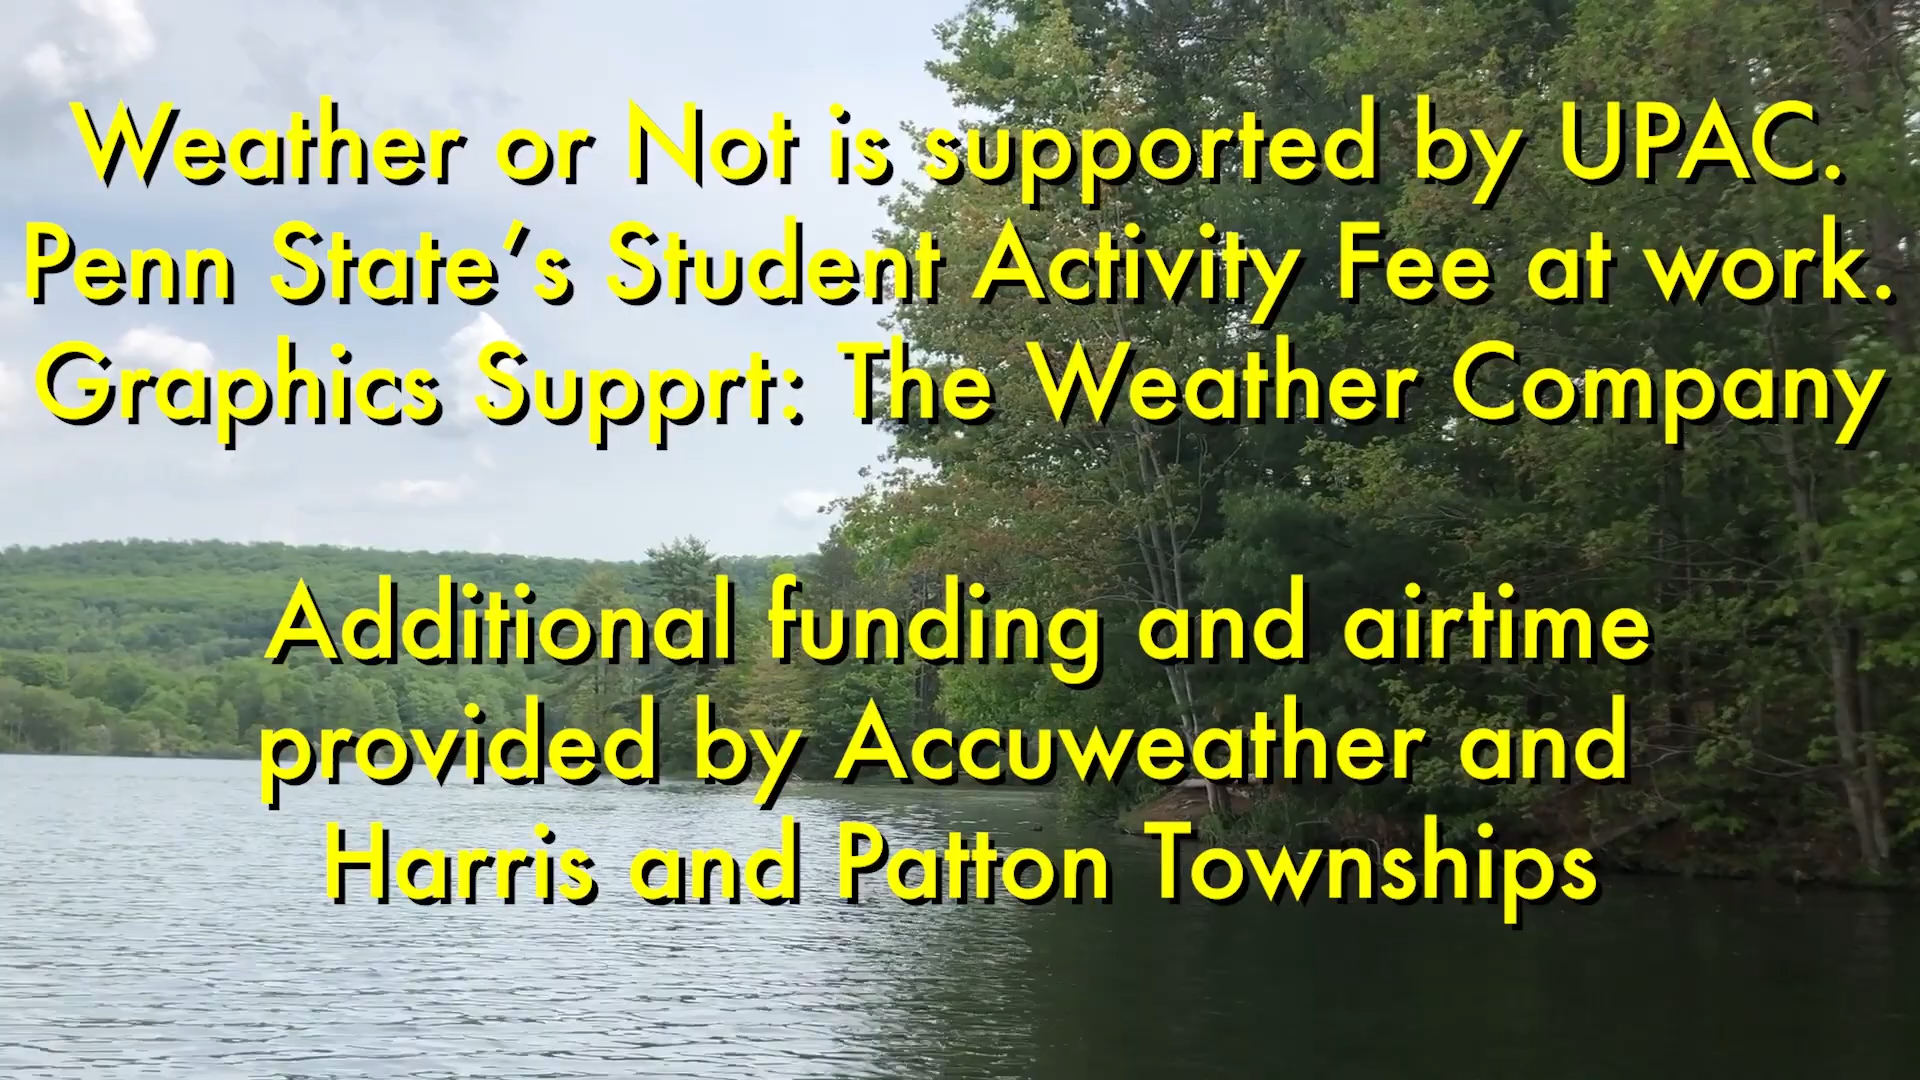 Weather or Not is supported by UPAC.
Penn State's Student Activity Fee at work.
Graphics Supprt: The Weather Company
Additional funding and airtime
provided by Accuweather and
Harris and Patton Townships